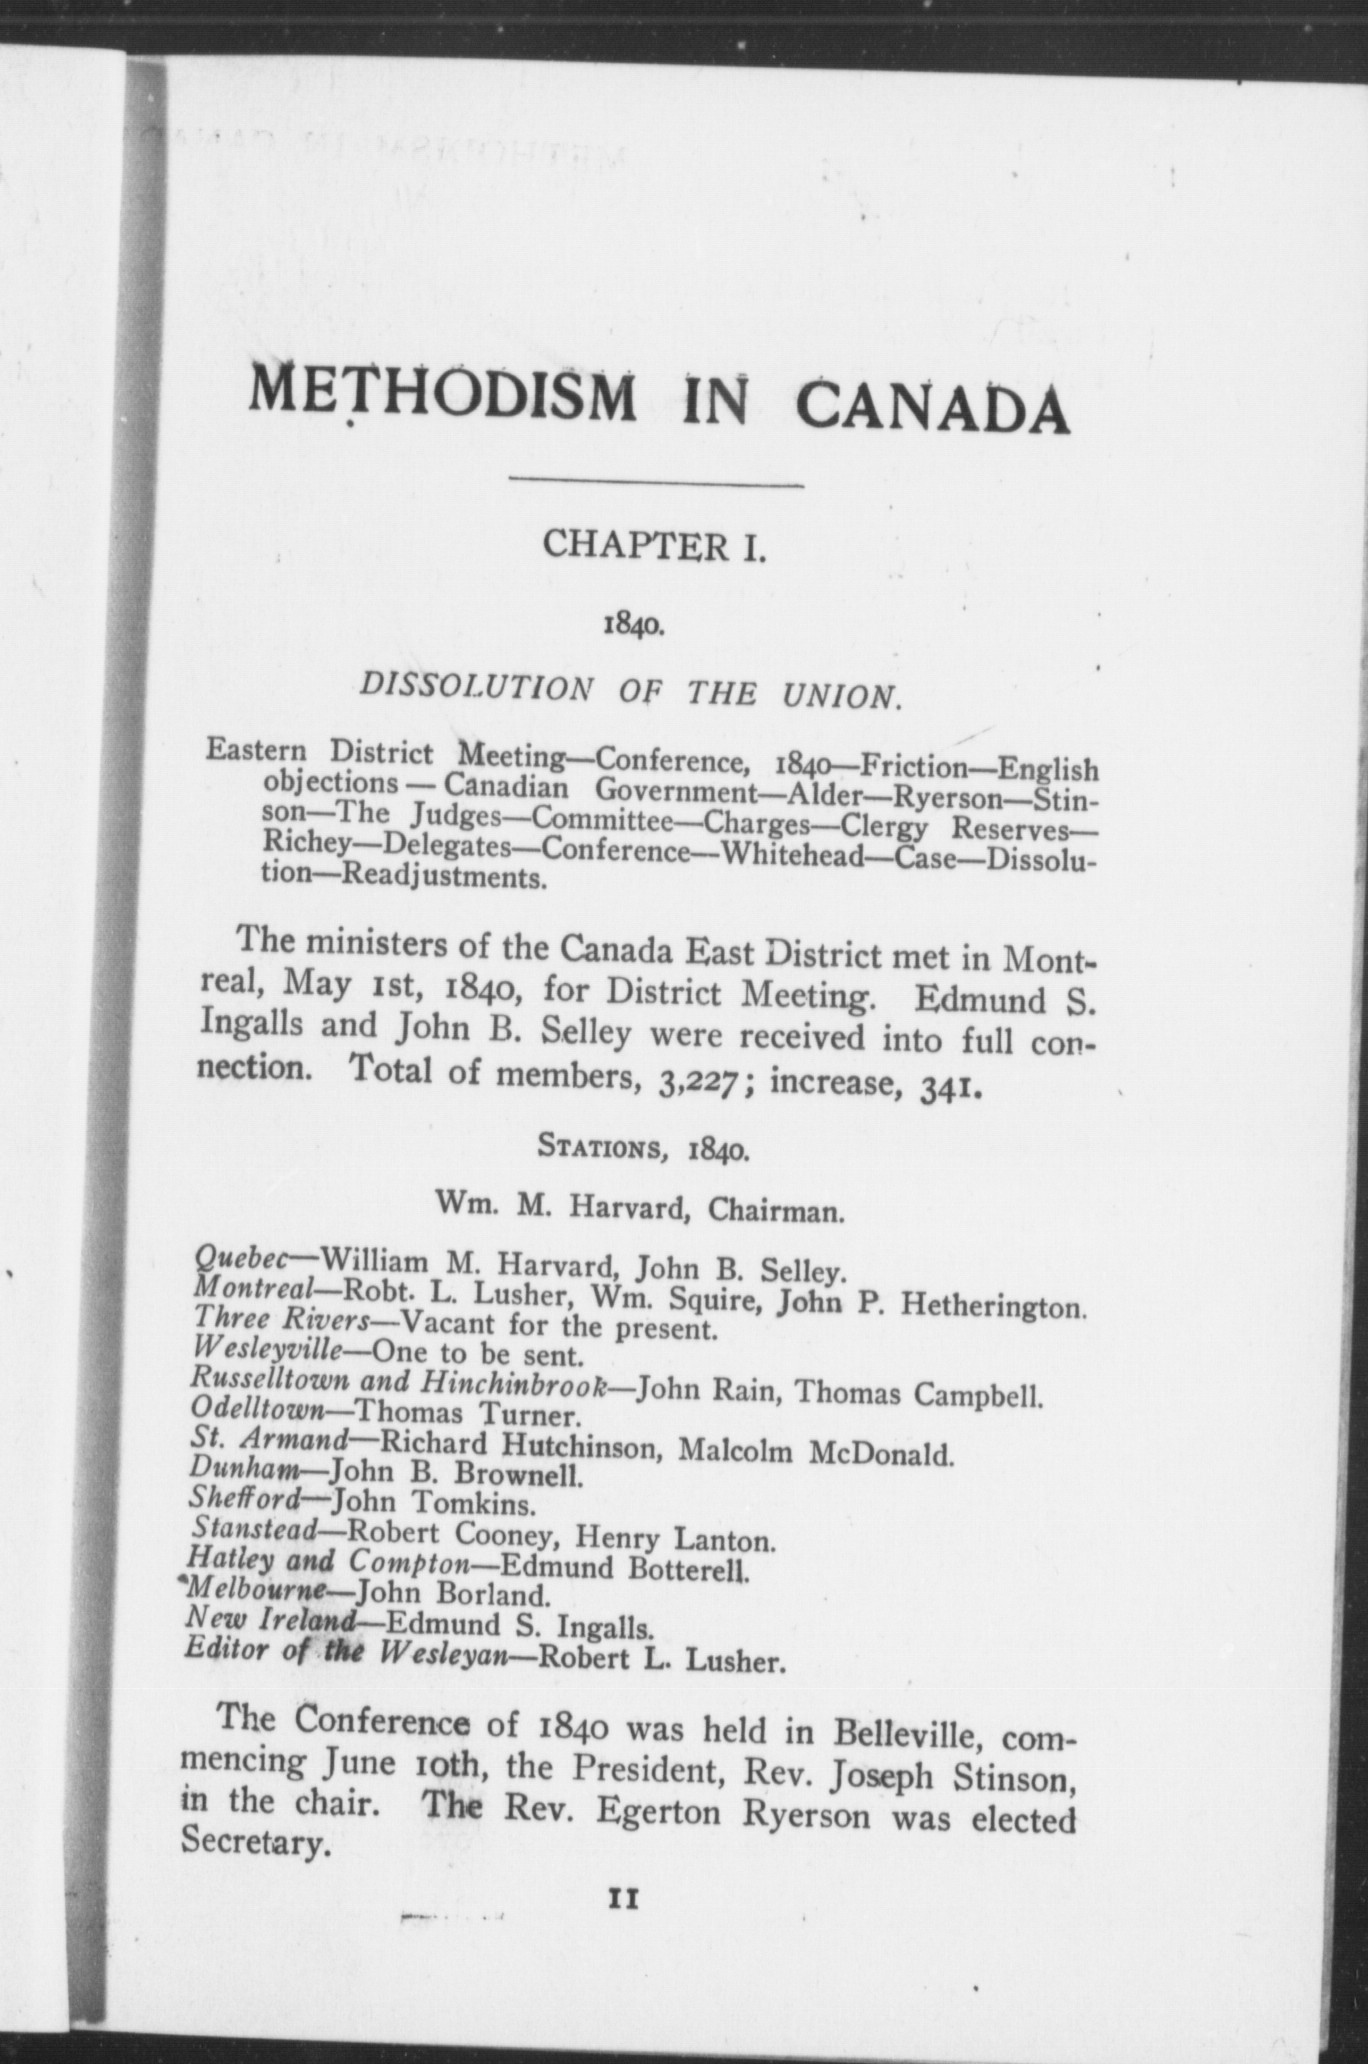 METHODISM IN CANADA
CHAPTER I.
1840.
DISSOLUTION OF THE UNION.
Eastern District Meeting—Conference, 1840—Friction—English
objections — Canadian Government—Alder—Ryerson—Stin-
son—The Judges—Committee—Charges—Clergy Reserves—
Richey—Delegates—Conference—Whitehead—Case—Dissolu-
tion—Readjustments.
The ministers of the Canada East District met in Mont-
real, May 1st, 1840, for District Meeting. Edmund S.
Ingalls and John B. Selley were received into full con-
nection. Total of members, 3,227; increase, 341.
STATIONS, 1840.
Wm. M. Harvard, Chairman.
Quebec—William M. Harvard, John B. Selley.
Montreal—Robt. L. Lusher, Wm. Squire, John P. Hetherington.
Three Rivers—Vacant for the present.
Wesleyville—One to be sent.
Russelltown and Hinchinbrook—John Rain, Thomas Campbell.
Odelltown—Thomas Turner.
St. Armand—Richard Hutchinson, Malcolm McDonald.
Dunham—John B. Brownell.
Shefford—John Tomkins.
Stanstead—Robert Cooney, Henry Lanton.
Hatley and Compton—Edmund Botterell.
Melbourne—John Borland.
New Ireland—Edmund S. Ingalls.
Editor of the Wesleyan—Robert L. Lusher.
The Conference of 1840 was held in Belleville, com-
mencing June 10th, the President, Rev. Joseph Stinson,
in the chair. The Rev. Egerton Ryerson was elected
Secretary.
11